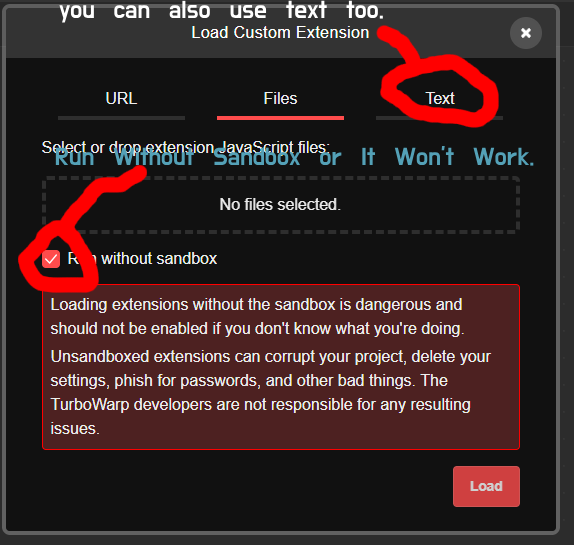 you can also use text too.
Load Custom Extension
URL
Files
Text
Select or drop extension JavaScript files:
Run Without Sandbox or It Won't Work.
No files selected.
Run without sandbox
Loading extensions without the sandbox is dangerous and
should not be enabled if you don't know what you're doing.
Unsandboxed extensions can corrupt your project, delete your
settings, phish for passwords, and other bad things. The
TurboWarp developers are not responsible for any resulting
issues.
Load